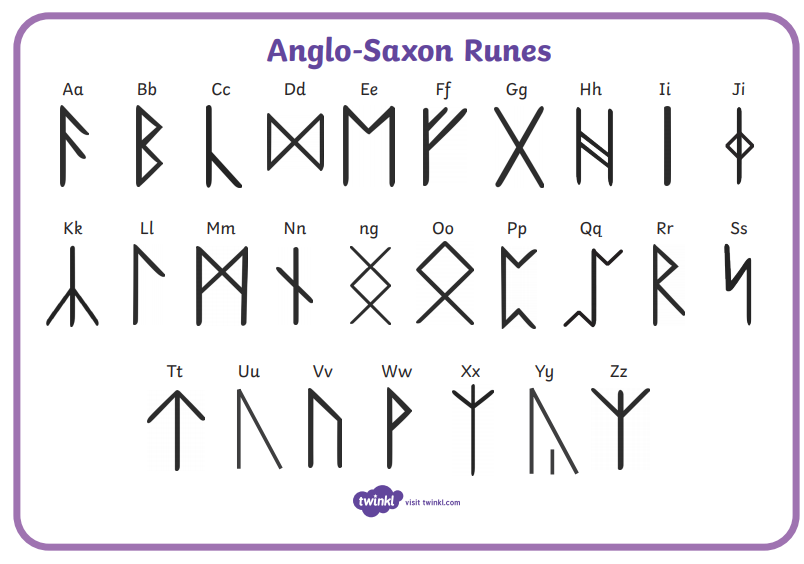 Anglo-Saxon Runes
Aa Bb Cc Dd Ee Ff Gg Hh Ii Ji
ᚨ ᛒ ᚳ ᛞ ᛖ ᚠ ᚷ ᚻ ᛁ ᛄ
Kk Ll Mm Nn ng Oo Pp Qq Rr Ss
ᛣ ᛚ ᛗ ᚾ ᛝ ᛟ ᛈ ᛢ ᚱ ᛋ
Tt Uu Vv Ww Xx Yy Zz
ᛏ ᚢ ᚢ ᚹ ᛉ ᚣ ᛉ
twinkl visit twinkl.com